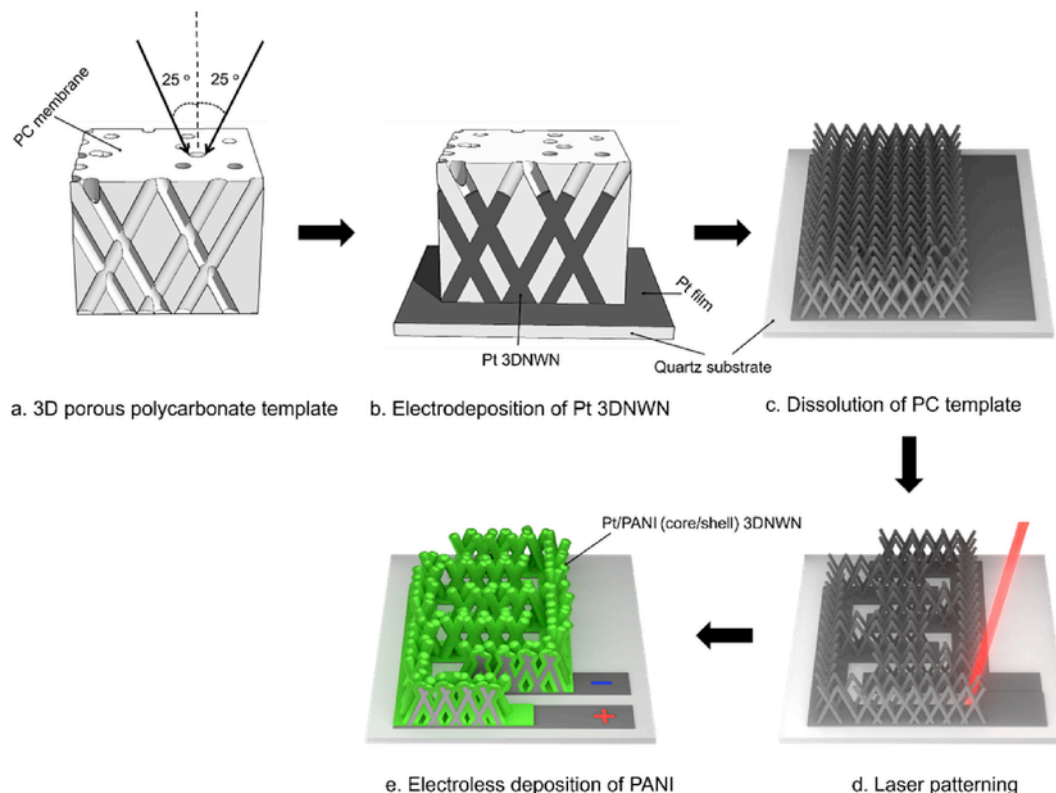 25 º 25 º
PC membrane
Pt film
Pt 3DNWN
Quartz substrate
a. 3D porous polycarbonate template
b. Electrodeposition of Pt 3DNWN
c. Dissolution of PC template
Pt/PANI (core/shell) 3DNWN
−
+
e. Electroless deposition of PANI
d. Laser patterning